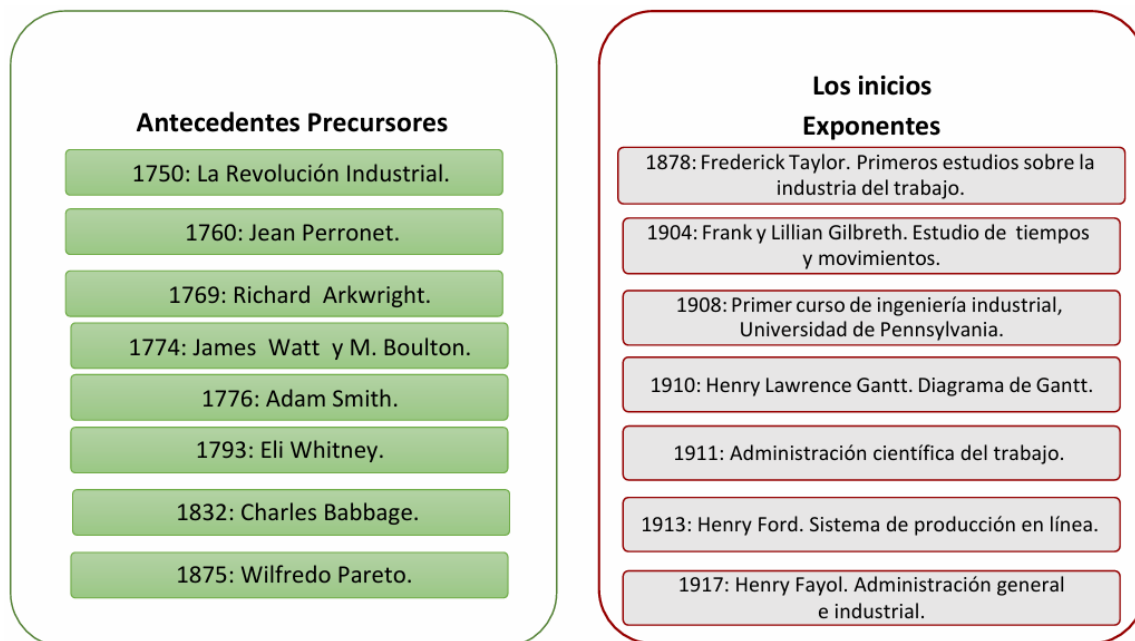 Antecedentes Precursores
1750: La Revolución Industrial.
1760: Jean Perronet.
1769: Richard Arkwright.
1774: James Watt y M. Boulton.
1776: Adam Smith.
1793: Eli Whitney.
1832: Charles Babbage.
1875: Wilfredo Pareto.
Los inicios
Exponentes
1878: Frederick Taylor. Primeros estudios sobre la
industria del trabajo.
1904: Frank y Lillian Gilbreth. Estudio de tiempos
y movimientos.
1908: Primer curso de ingeniería industrial,
Universidad de Pennsylvania.
1910: Henry Lawrence Gantt. Diagrama de Gantt.
1911: Administración científica del trabajo.
1913: Henry Ford. Sistema de producción en línea.
1917: Henry Fayol. Administración general
e industrial.